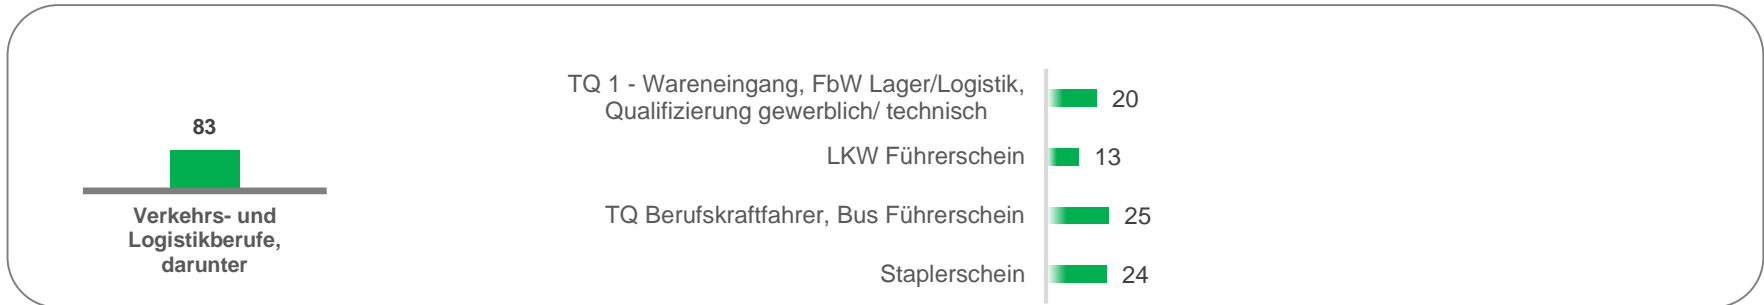 83
Verkehrs- und
Logistikberufe,
darunter
TQ 1 - Wareneingang, FbW Lager/Logistik,
Qualifizierung gewerblich/ technisch
20
LKW Führerschein
13
TQ Berufskraftfahrer, Bus Führerschein
25
Staplerschein
24